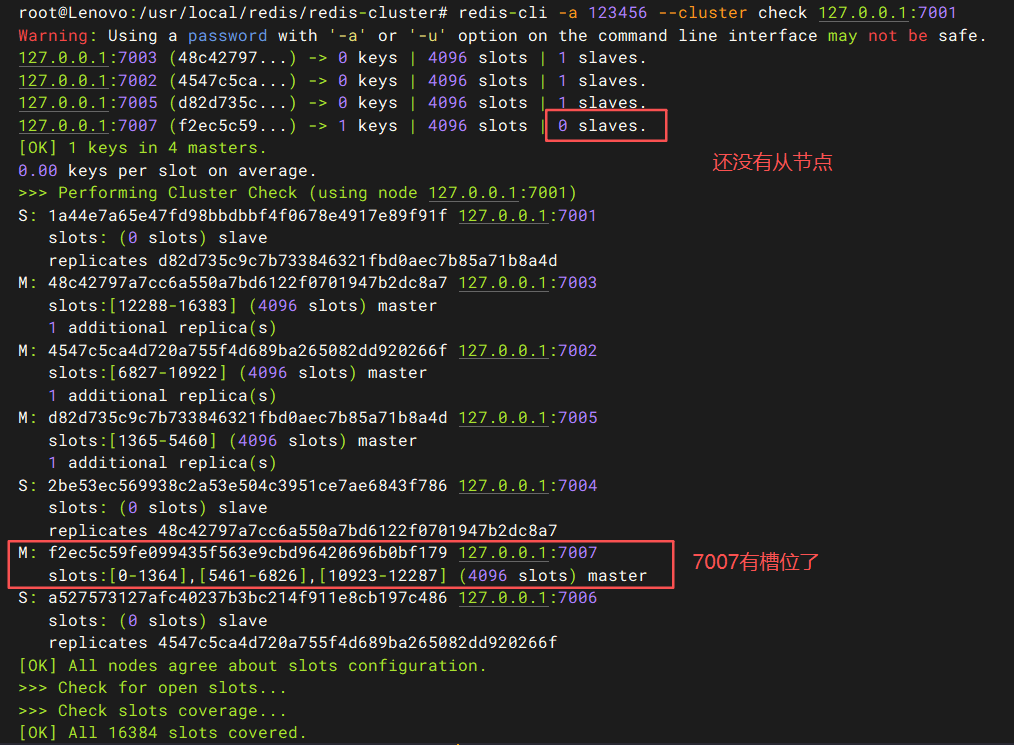 root@Lenovo:/usr/local/redis/redis-cluster# redis-cli -a 123456 --cluster check 127.0.0.1:7001
Warning: Using a password with '-a' or '-u' option on the command line interface may not be safe.
127.0.0.1:7003 (48c42797...) -> 0 keys | 4096 slots | 1 slaves.
127.0.0.1:7002 (4547c5ca...) -> 0 keys | 4096 slots | 1 slaves.
127.0.0.1:7005 (d82d735c...) -> 0 keys | 4096 slots | 1 slaves.
127.0.0.1:7007 (f2ec5c59...) -> 1 keys | 4096 slots | 0 slaves.
[OK] 1 keys in 4 masters.
还没有从节点
0.00 keys per slot on average.
>>> Performing Cluster Check (using node 127.0.0.1:7001)
S: 1a44e7a65e47fd98bbdbbf4f0678e4917e89f91f 127.0.0.1:7001
slots: (0 slots) slave
replicates d82d735c9c7b733846321fbd0aec7b85a71b8a4d
M: 48c42797a7cc6a550a7bd6122f0701947b2dc8a7 127.0.0.1:7003
slots:[12288-16383] (4096 slots) master
1 additional replica(s)
M: 4547c5ca4d720a755f4d689ba265082dd920266f 127.0.0.1:7002
slots:[6827-10922] (4096 slots) master
1 additional replica(s)
M: d82d735c9c7b733846321fbd0aec7b85a71b8a4d 127.0.0.1:7005
slots:[1365-5460] (4096 slots) master
1 additional replica(s)
S: 2be53ec569938c2a53e504c3951ce7ae6843f786 127.0.0.1:7004
slots: (0 slots) slave
replicates 48c42797a7cc6a550a7bd6122f0701947b2dc8a7
M: f2ec5c59fe099435f563e9cbd96420696b0bf179 127.0.0.1:7007
7007有槽位了
slots:[0-1364],[5461-6826],[10923-12287] (4096 slots) master
S: a527573127afc40237b3bc214f911e8cb197c486 127.0.0.1:7006
slots: (0 slots) slave
replicates 4547c5ca4d720a755f4d689ba265082dd920266f
[OK] All nodes agree about slots configuration.
>>> Check for open slots...
>>> Check slots coverage...
[OK] All 16384 slots covered.